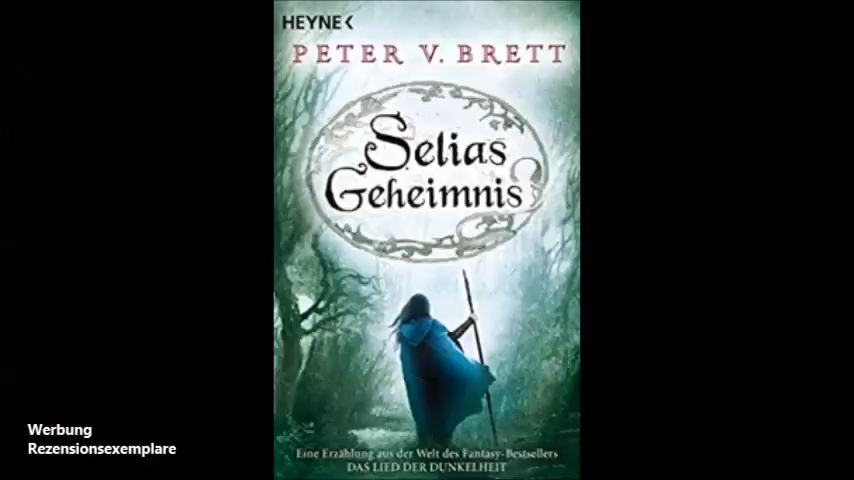 HEYNE<
PETER V. BRETT
Selias
Geheimnis
Eine Erzählung aus der Welt des Fantasy-Bestsellers
DAS LIED DER DUNKELHEIT
Werbung
Rezensionsexemplare